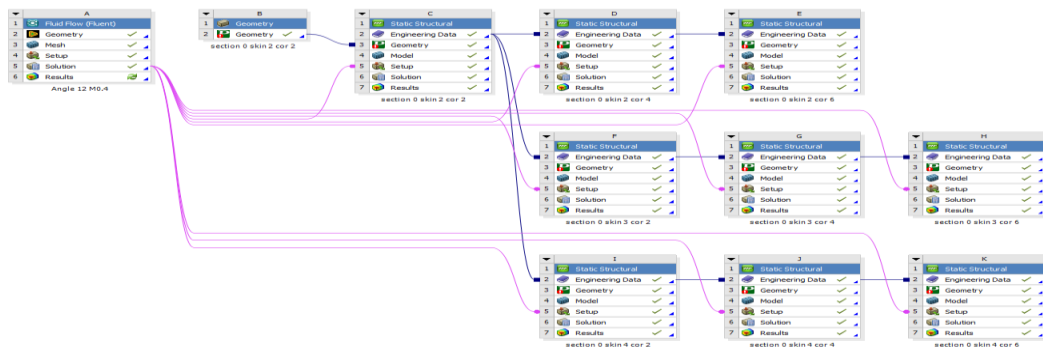 A
1 Fluid Flow (Fluent)
2 Geometry
3 Mesh
4 Setup
5 Solution
6 Results
Angle 12 M0.4
B
1 Geometry
2 Geometry
section 0 skin 2 cor 2
C
1 Static Structural
2 Engineering Data
3 Geometry
4 Model
5 Setup
6 Solution
7 Results
section 0 skin 2 cor 2
D
1 Static Structural
2 Engineering Data
3 Geometry
4 Model
5 Setup
6 Solution
7 Results
section 0 skin 2 cor 4
E
1 Static Structural
2 Engineering Data
3 Geometry
4 Model
5 Setup
6 Solution
7 Results
section 0 skin 2 cor 6
F
1 Static Structural
2 Engineering Data
3 Geometry
4 Model
5 Setup
6 Solution
7 Results
section 0 skin 3 cor 2
G
1 Static Structural
2 Engineering Data
3 Geometry
4 Model
5 Setup
6 Solution
7 Results
section 0 skin 3 cor 4
H
1 Static Structural
2 Engineering Data
3 Geometry
4 Model
5 Setup
6 Solution
7 Results
section 0 skin 3 cor 6
I
1 Static Structural
2 Engineering Data
3 Geometry
4 Model
5 Setup
6 Solution
7 Results
section 0 skin 4 cor 2
J
1 Static Structural
2 Engineering Data
3 Geometry
4 Model
5 Setup
6 Solution
7 Results
section 0 skin 4 cor 4
K
1 Static Structural
2 Engineering Data
3 Geometry
4 Model
5 Setup
6 Solution
7 Results
section 0 skin 4 cor 6